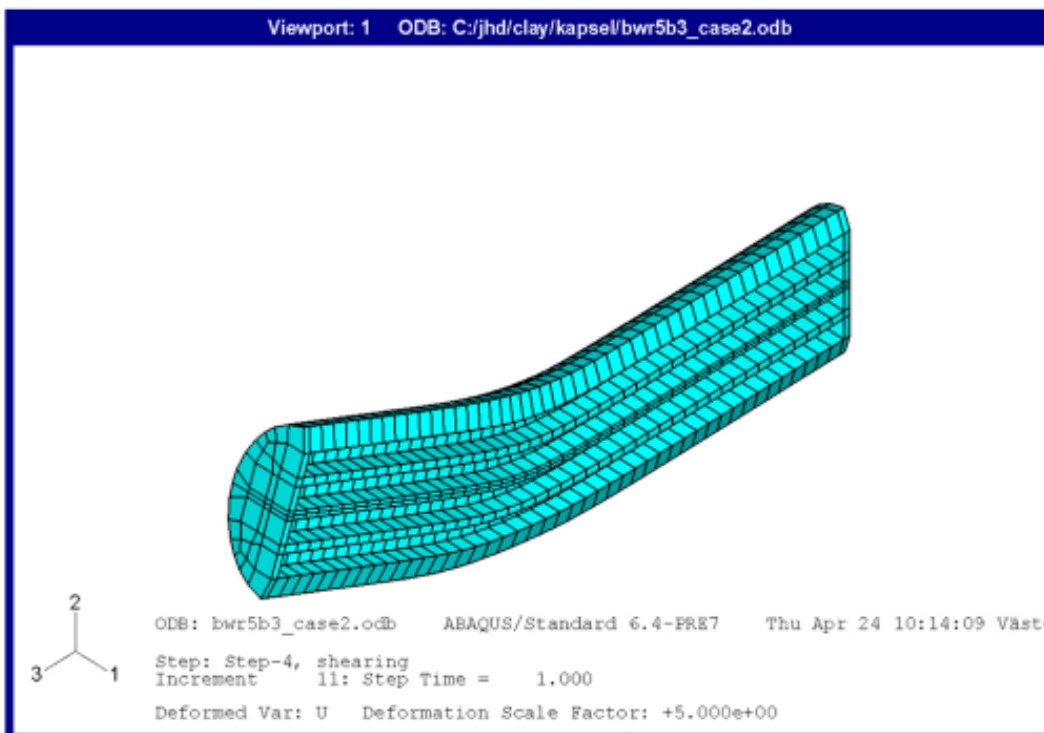 Viewport: 1 ODB: C:/jhd/clay/kapsel/bwr5b3_case2.odb
2
3
1
ODB: bwr5b3_case2.odb ABAQUS/Standard 6.4-PRE7 Thu Apr 24 10:14:09 Väst
Step: Step-4, shearing
Increment 11: Step Time = 1.000
Deformed Var: U Deformation Scale Factor: +5.000e+00